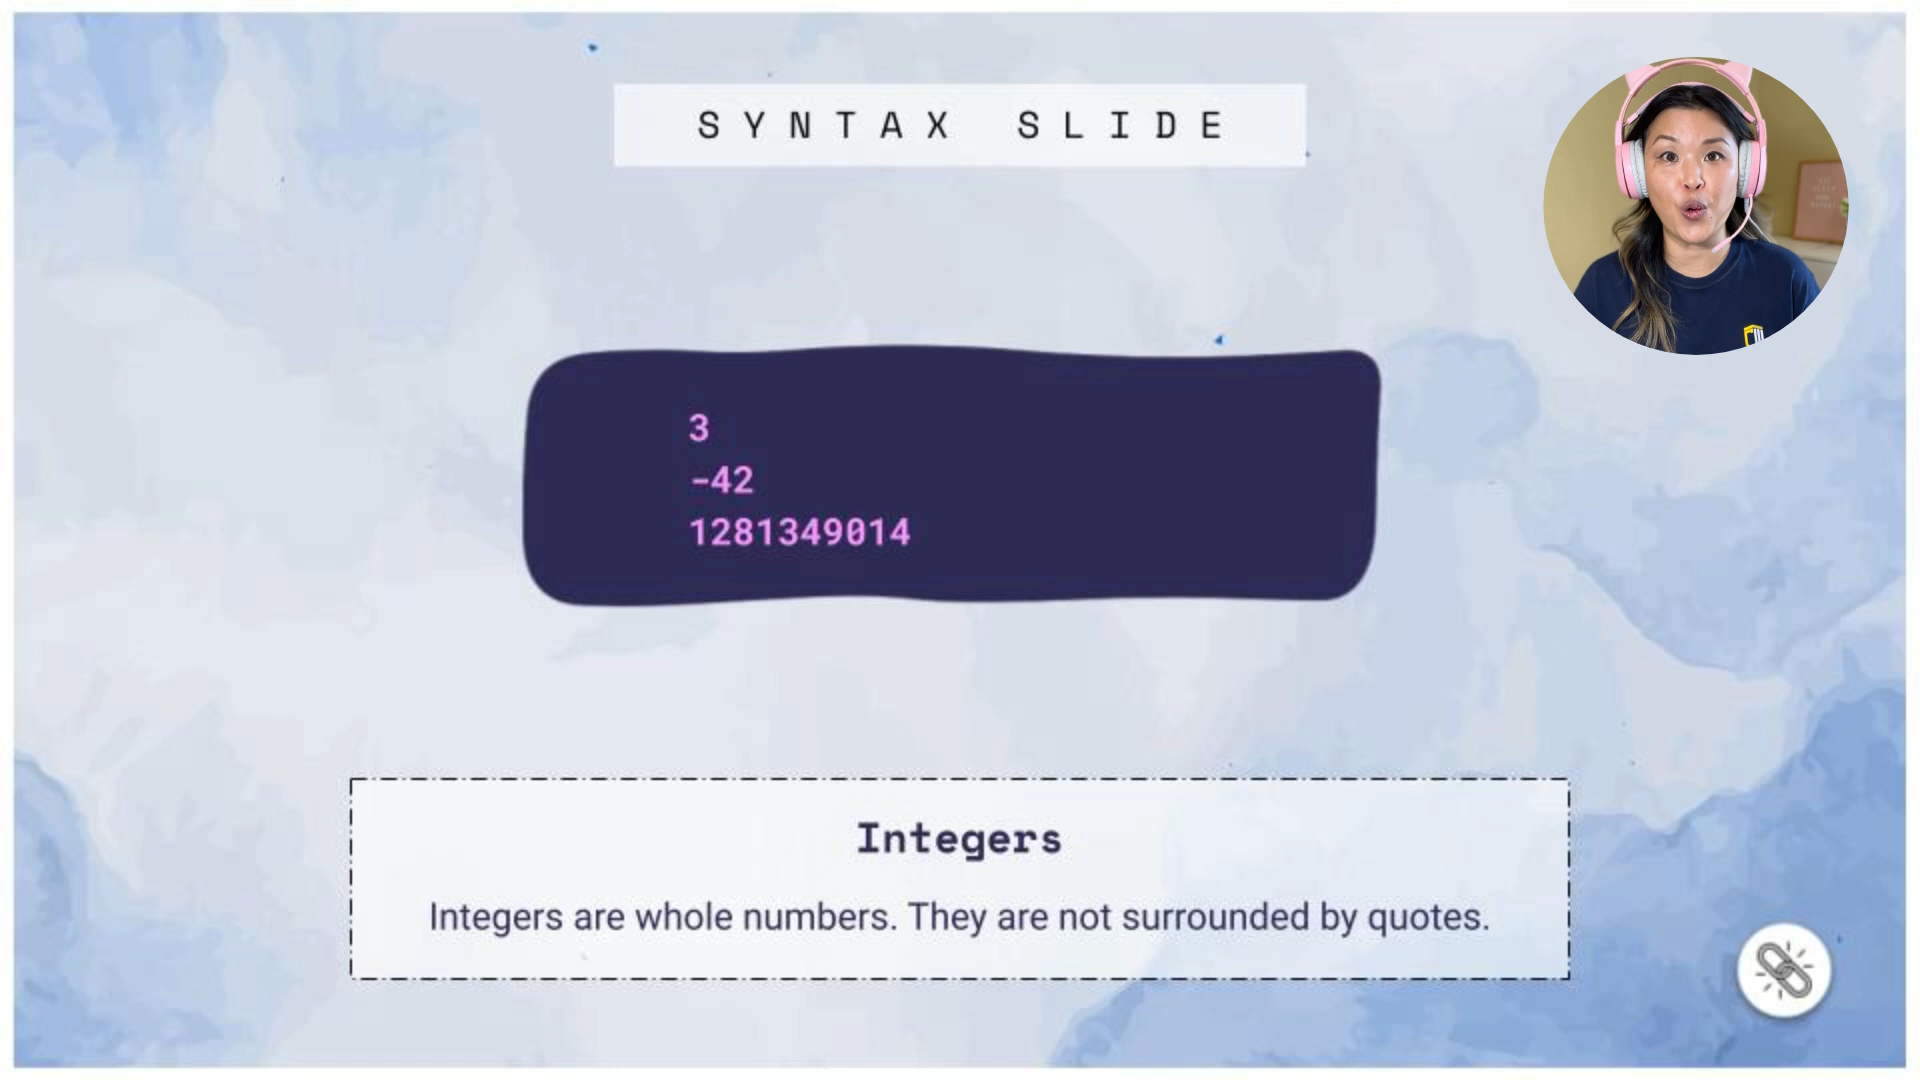 SYNTAX SLIDE
3
-42
1281349014
Integers
Integers are whole numbers. They are not surrounded by quotes.